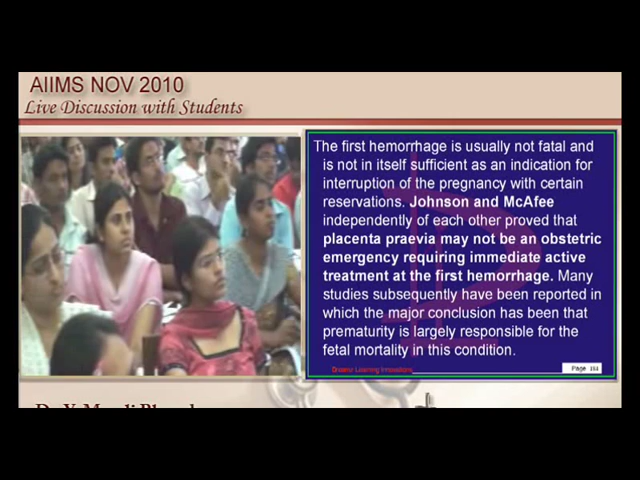 AIIMS NOV 2010
Live Discussion with Students
The first hemorrhage is usually not fatal and
is not in itself sufficient as an indication for
interruption of the pregnancy with certain
reservations. Johnson and McAfee
independently of each other proved that
placenta praevia may not be an obstetric
emergency requiring immediate active
treatment at the first hemorrhage. Many
studies subsequently have been reported in
which the major conclusion has been that
prematurity is largely responsible for the
fetal mortality in this condition.
Learning Innovations
Page